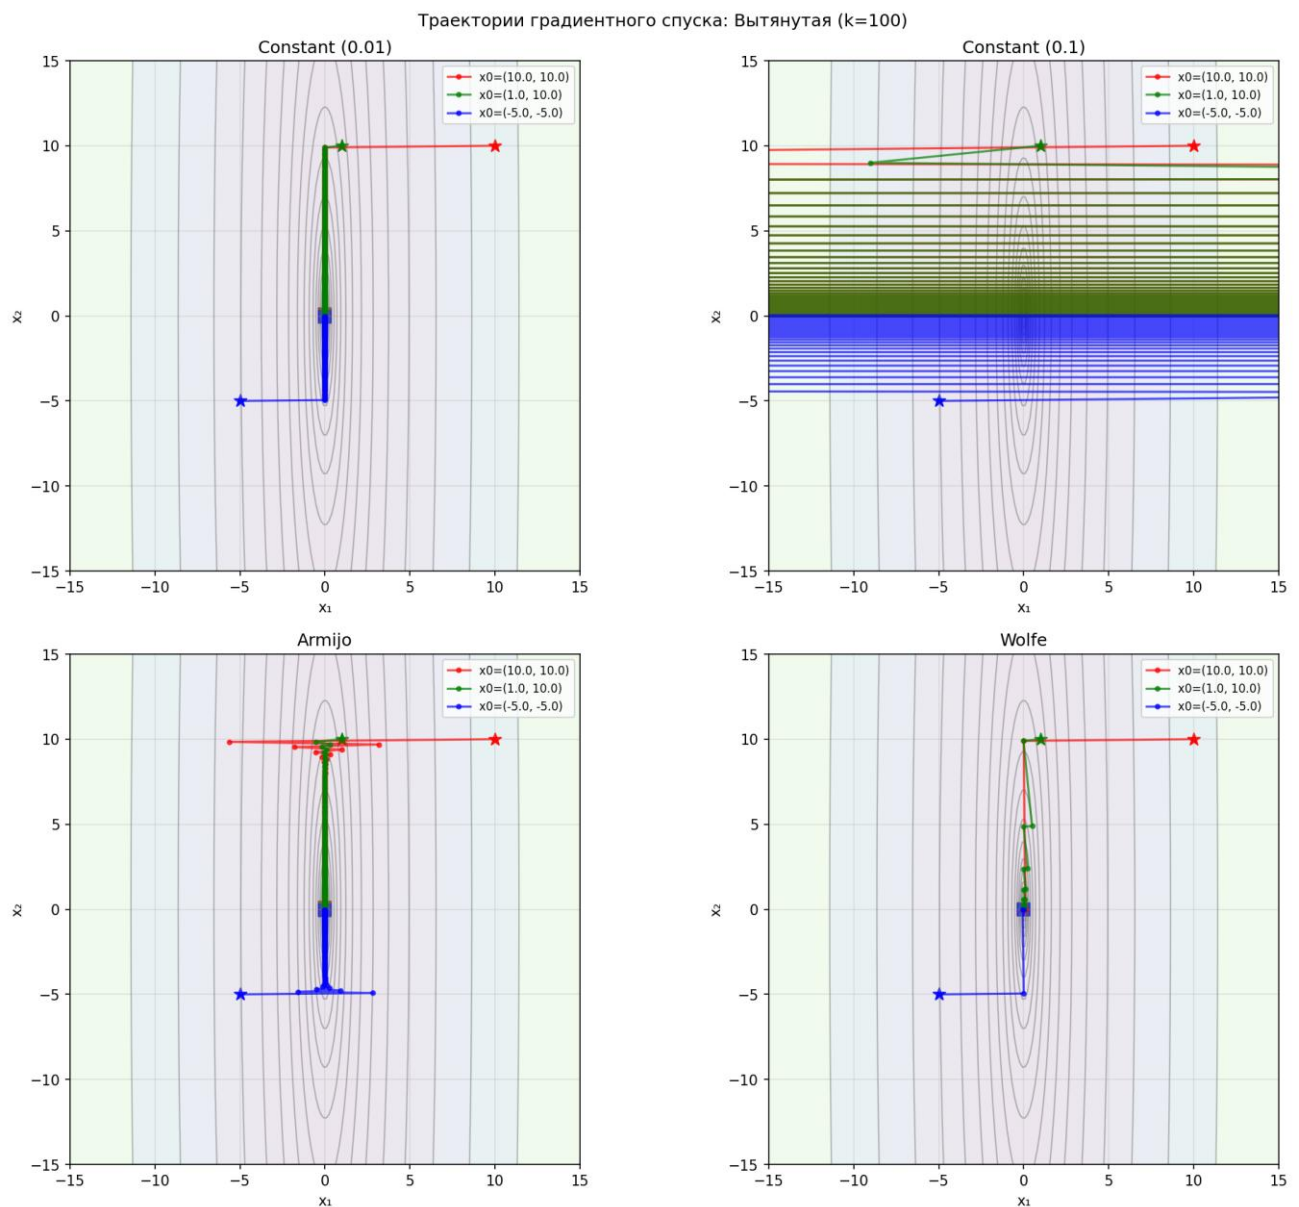 Траектории градиентного спуска: Вытянутая (k=100)
Constant (0.01)
x0=(10.0, 10.0)
x0=(1.0, 10.0)
x0=(-5.0, -5.0)
15
10
5
0
−5
−10
−15
x₂
−15 −10 −5 0 5 10 15
x₁
Constant (0.1)
x0=(10.0, 10.0)
x0=(1.0, 10.0)
x0=(-5.0, -5.0)
15
10
5
0
−5
−10
−15
x₂
−15 −10 −5 0 5 10 15
x₁
Armijo
x0=(10.0, 10.0)
x0=(1.0, 10.0)
x0=(-5.0, -5.0)
15
10
5
0
−5
−10
−15
x₂
−15 −10 −5 0 5 10 15
x₁
Wolfe
x0=(10.0, 10.0)
x0=(1.0, 10.0)
x0=(-5.0, -5.0)
15
10
5
0
−5
−10
−15
x₂
−15 −10 −5 0 5 10 15
x₁